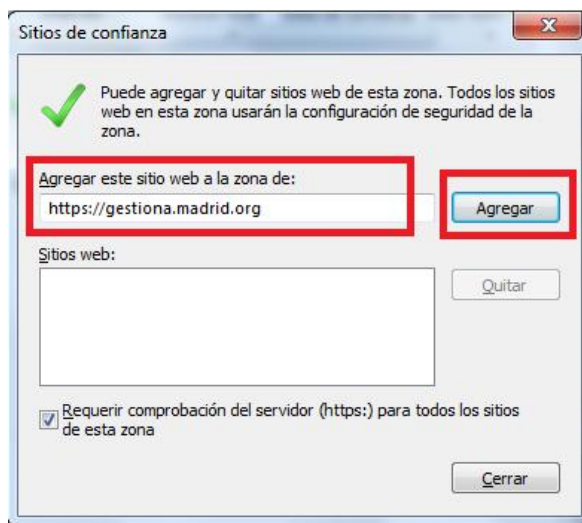 Sitios de confianza
Puede agregar y quitar sitios web de esta zona. Todos los sitios
web en esta zona usarán la configuración de seguridad de la
zona.
Agregar este sitio web a la zona de:
https://gestiona.madrid.org
Agregar
Sitios web:
Quitar
Requerir comprobación del servidor (https:) para todos los sitios
de esta zona
Cerrar